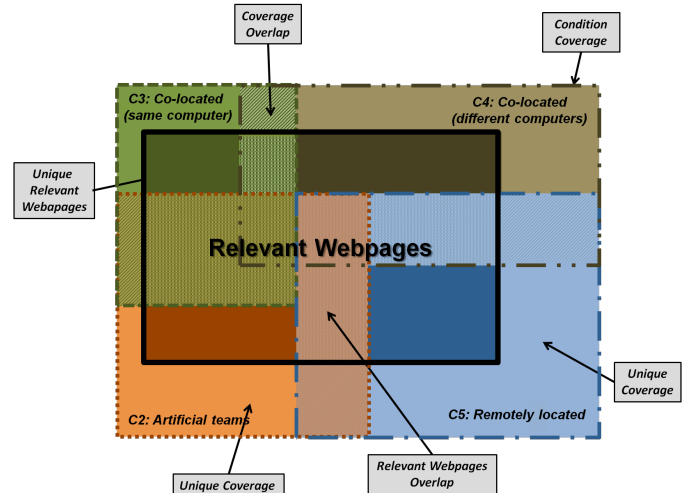 Coverage
Overlap
Condition
Coverage
C3: Co-located
(same computer)
C4: Co-located
(different computers)
Unique
Relevant
Webapages
Relevant Webpages
Unique
Coverage
C2: Artificial teams
C5: Remotely located
Relevant Webpages
Overlap
Unique Coverage